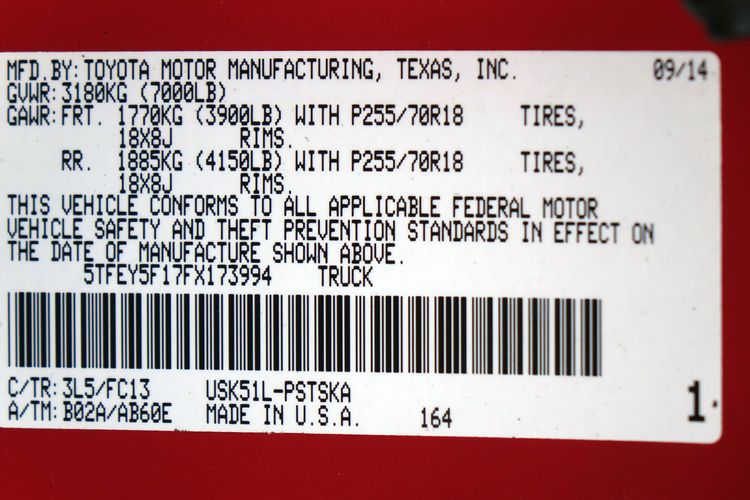 MFD.BY:TOYOTA MOTOR MANUFACTURING, TEXAS, INC. 09/14
GVWR:3180KG (7000LB)
GAWR:FRT. 1770KG (3900LB) WITH P255/70R18 TIRES,
18X8J RIMS.
RR. 1885KG (4150LB) WITH P255/70R18 TIRES,
18X8J RIMS.
THIS VEHICLE CONFORMS TO ALL APPLICABLE FEDERAL MOTOR
VEHICLE SAFETY AND THEFT PREVENTION STANDARDS IN EFFECT ON
THE DATE OF MANUFACTURE SHOWN ABOVE.
5TFEY5F17FX173994 TRUCK
C/TR:3L5/FC13 USK51L-PSTSKA
A/TM:B02A/AB60E MADE IN U.S.A. 164
1